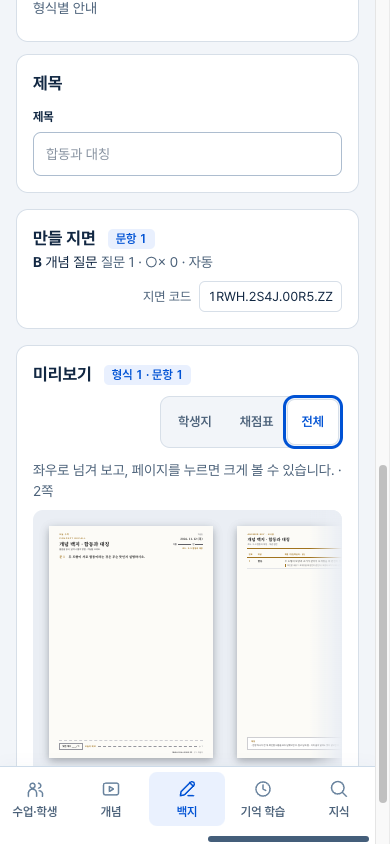 형식별 안내
제목
제목
합동과 대칭
만들 지면 문항 1
B 개념 질문 질문 1 · ○× 0 · 자동
지면 코드 1RWH.2S4J.00R5.ZZ
미리보기 형식 1 · 문항 1
학생지 채점표 전체
좌우로 넘겨 보고, 페이지를 누르면 크게 볼 수 있습니다. ·
2쪽
개념 백지 · 합동과 대칭
개념 백지 · 합동과 대칭
수업·학생 개념 백지 기억 학습 지식